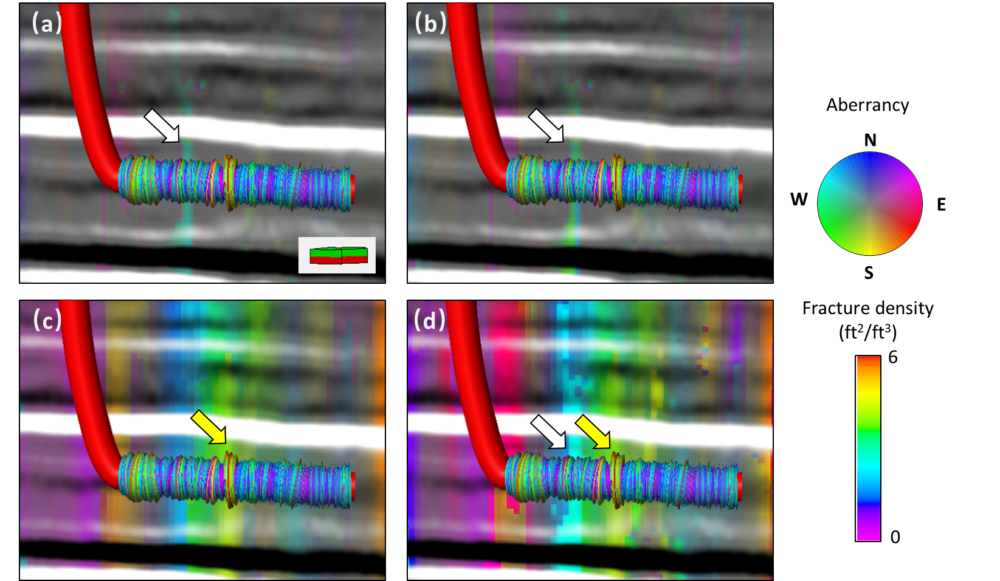 (a)
(b)
Aberrancy
N
W
E
S
(c)
(d)
Fracture density
(ft²/ft³)
6
0